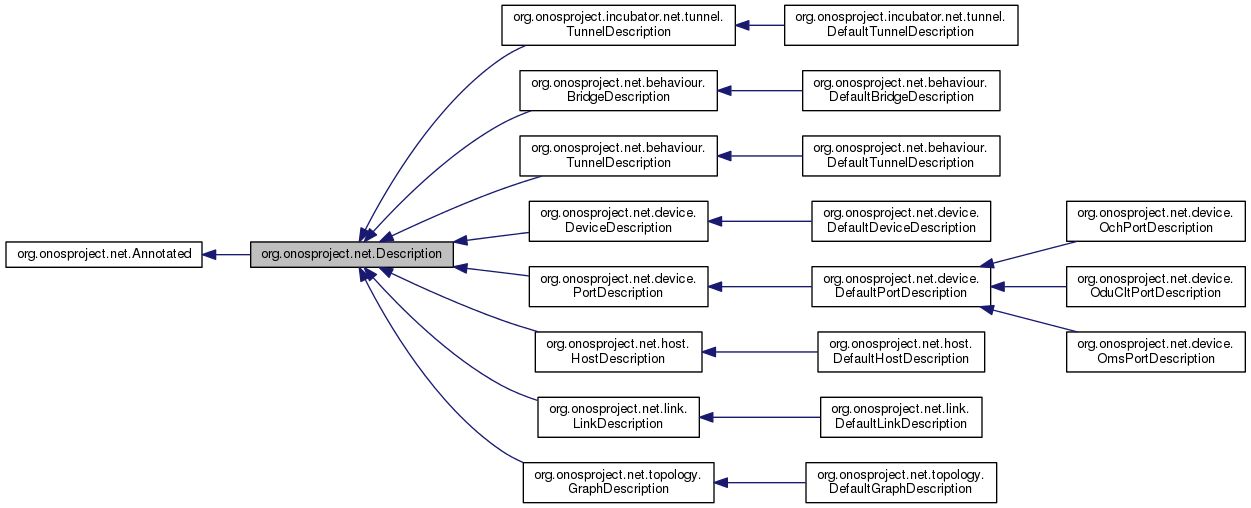 org.onosproject.incubator.net.tunnel.
TunnelDescription
org.onosproject.incubator.net.tunnel.
DefaultTunnelDescription
org.onosproject.net.behaviour.
BridgeDescription
org.onosproject.net.behaviour.
DefaultBridgeDescription
org.onosproject.net.behaviour.
TunnelDescription
org.onosproject.net.behaviour.
DefaultTunnelDescription
org.onosproject.net.device.
DeviceDescription
org.onosproject.net.device.
DefaultDeviceDescription
org.onosproject.net.device.
OchPortDescription
org.onosproject.net.Annotated
org.onosproject.net.Description
org.onosproject.net.device.
PortDescription
org.onosproject.net.device.
DefaultPortDescription
org.onosproject.net.device.
OduCltPortDescription
org.onosproject.net.host.
HostDescription
org.onosproject.net.host.
DefaultHostDescription
org.onosproject.net.device.
OmsPortDescription
org.onosproject.net.link.
LinkDescription
org.onosproject.net.link.
DefaultLinkDescription
org.onosproject.net.topology.
GraphDescription
org.onosproject.net.topology.
DefaultGraphDescription